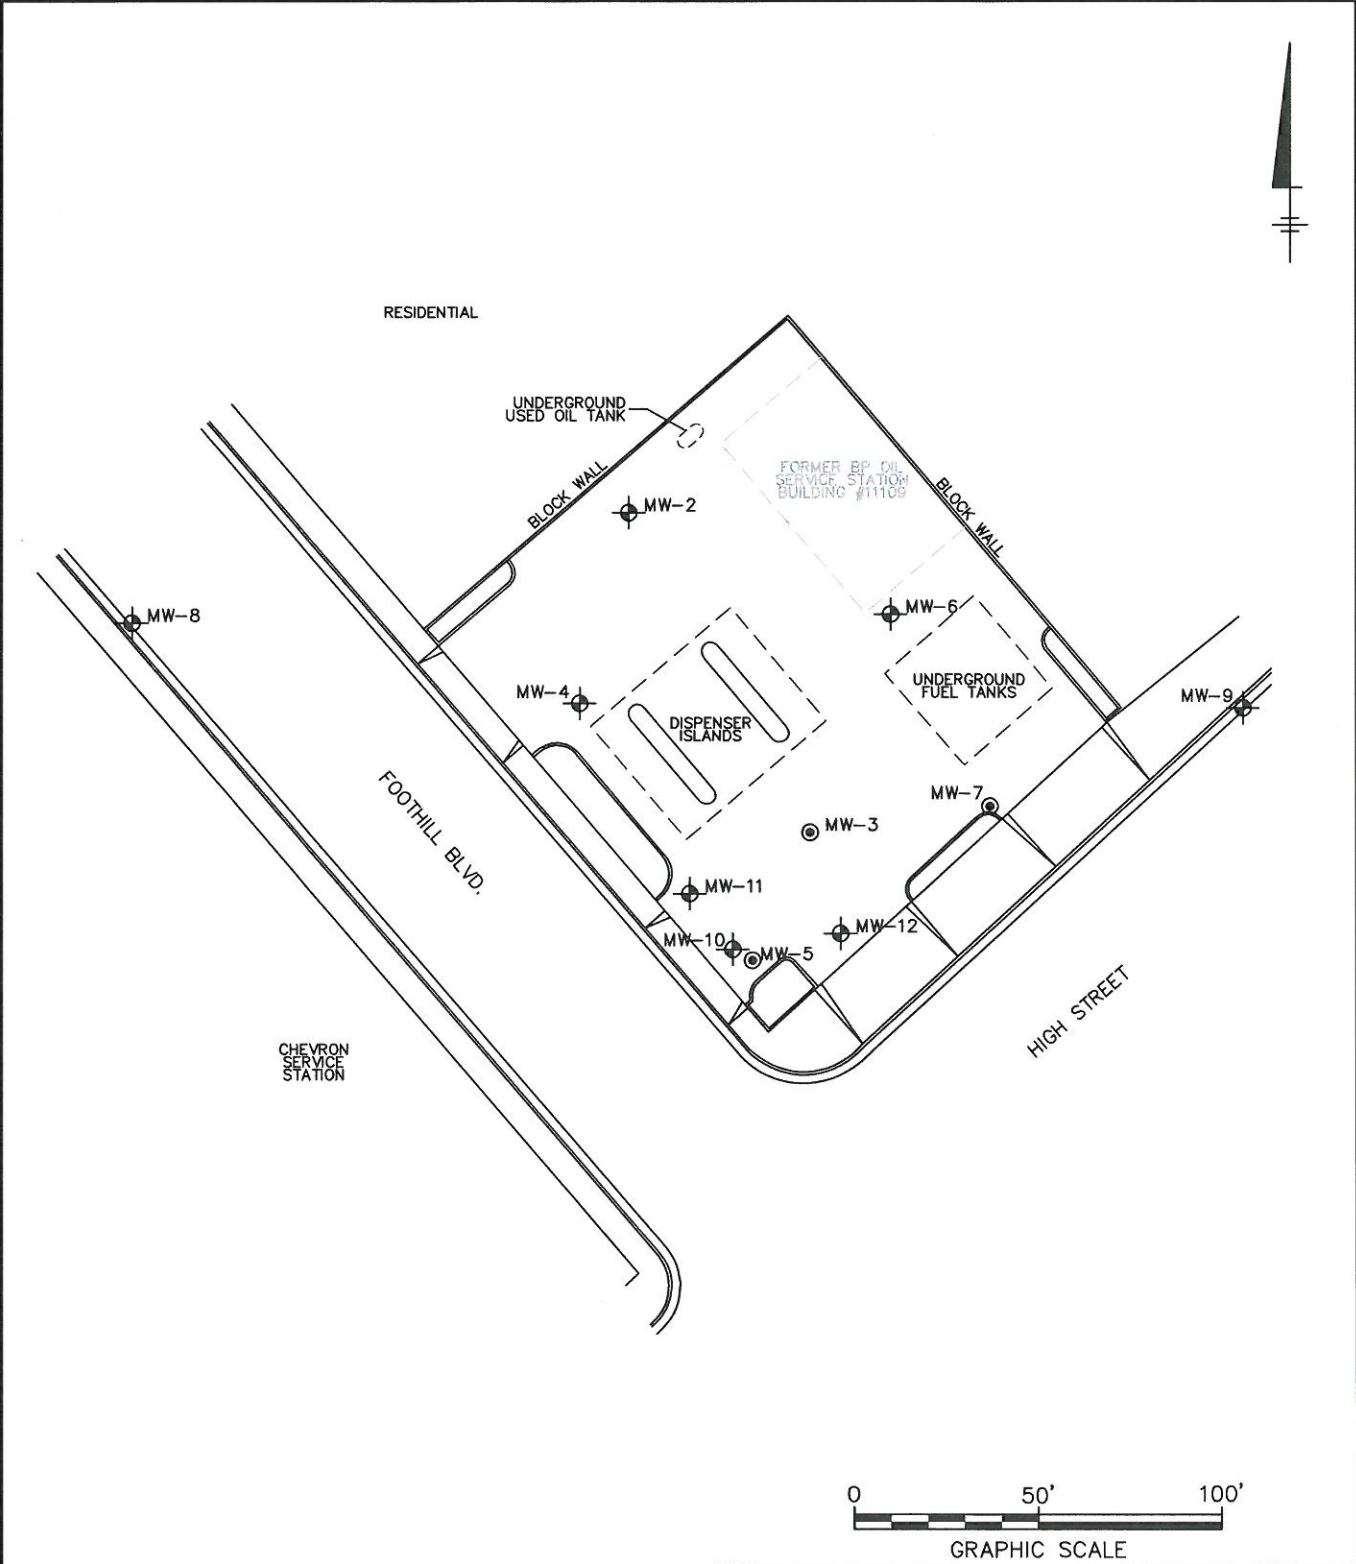 RESIDENTIAL
UNDERGROUND
USED OIL TANK
FORMER BP OIL
SERVICE STATION
BUILDING #11109
BLOCK WALL
BLOCK WALL
MW-2
MW-8
MW-6
UNDERGROUND
FUEL TANKS
MW-4
MW-9
DISPENSER
ISLANDS
FOOTHILL BLVD.
MW-7
MW-3
MW-11
MW-12
MW-10
MW-5
HIGH STREET
CHEVRON
SERVICE
STATION
0 50' 100'
GRAPHIC SCALE